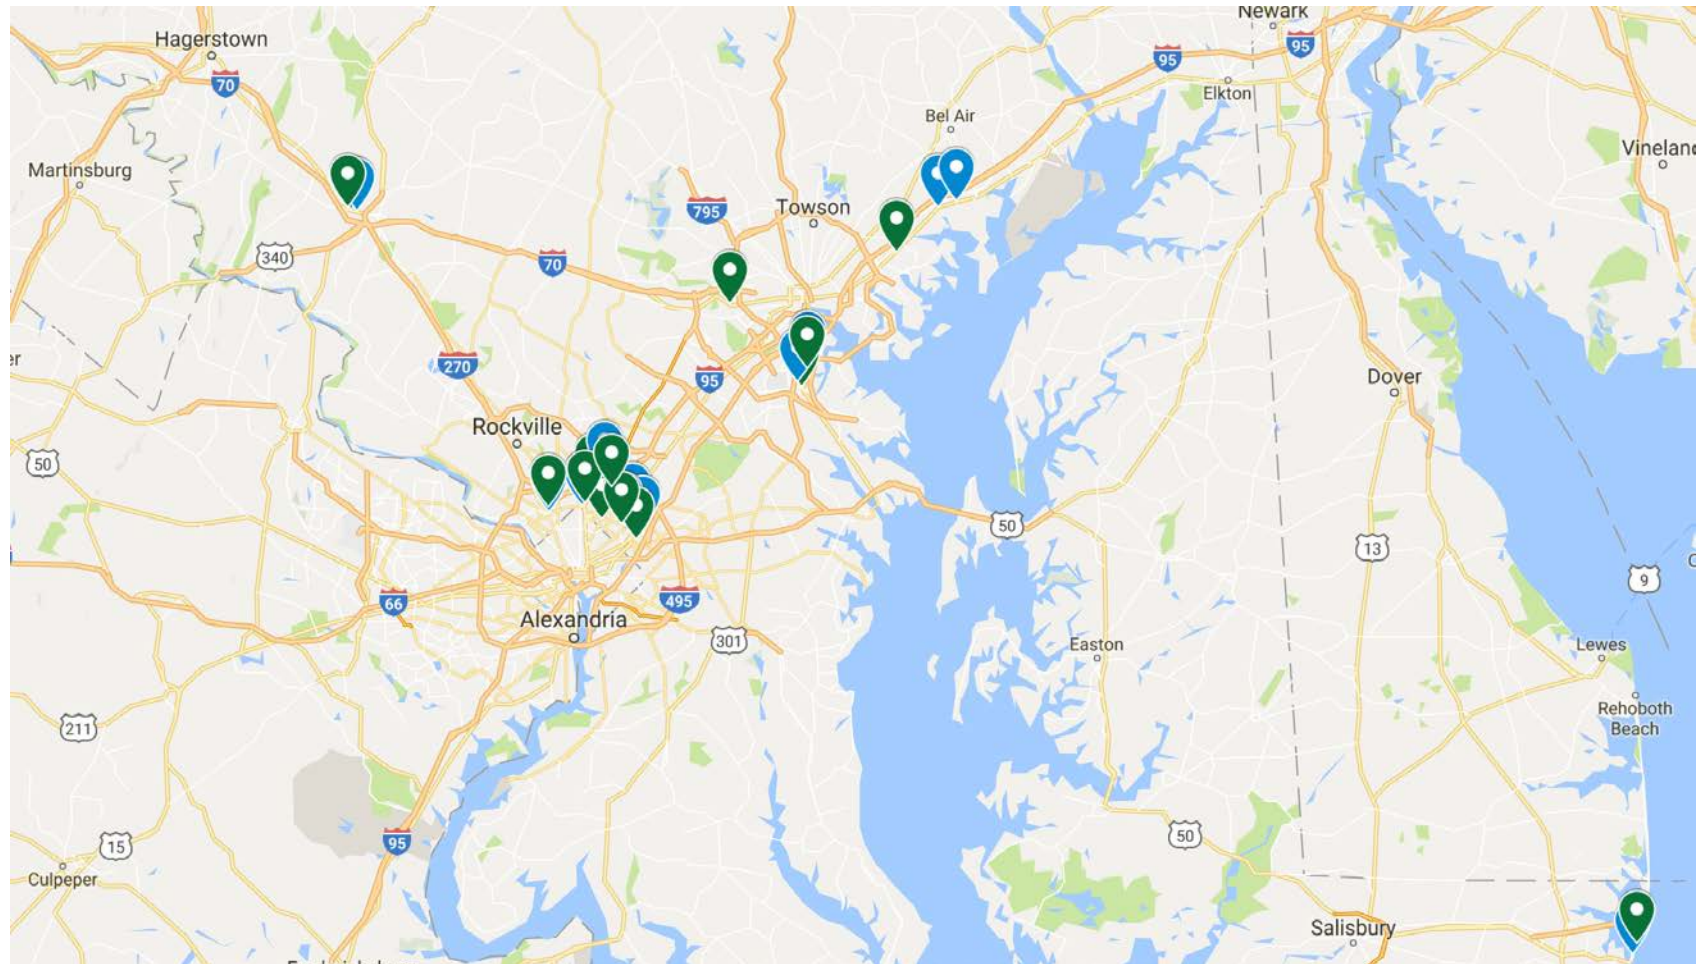 Newark
Hagerstown
95
95
70
Elkton
Bel Air
Martinsburg
Vineland
795
Towson
340
70
270
95
Dover
Rockville
50
50
13
9
66
495
Alexandria
301
Easton
Lewes
211
Rehoboth
Beach
95
50
15
Culpeper
Salisbury